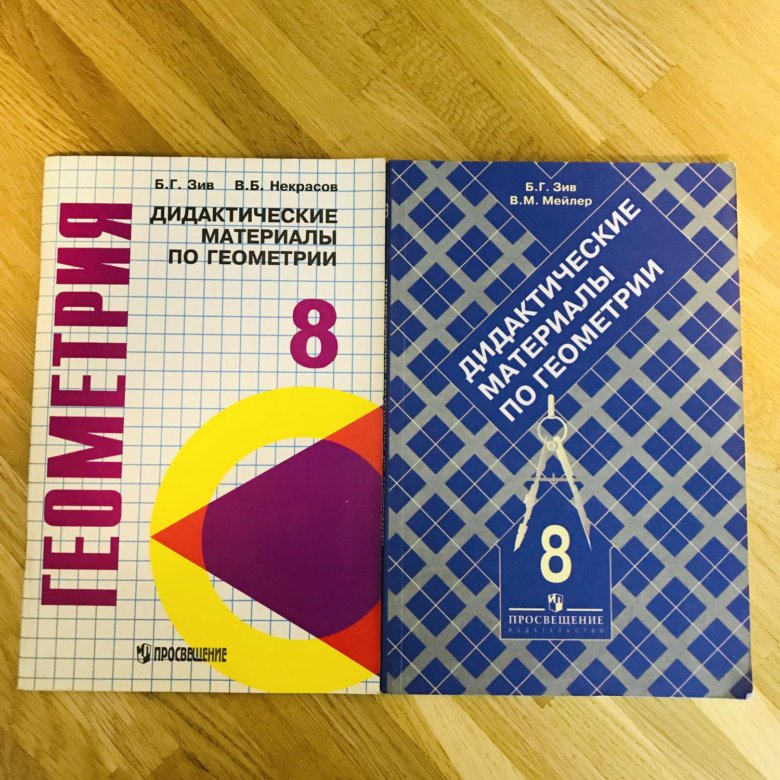 Б.Г. Зив В.Б. Некрасов
ДИДАКТИЧЕСКИЕ
МАТЕРИАЛЫ
ПО ГЕОМЕТРИИ
8
ГЕОМЕТРИЯ
ПРОСВЕЩЕНИЕ
Б.Г. Зив
В.М. Мейлер
ДИДАКТИЧЕСКИЕ
МАТЕРИАЛЫ
ПО ГЕОМЕТРИИ
8
ПРОСВЕЩЕНИЕ
ИЗДАТЕЛЬСТВО